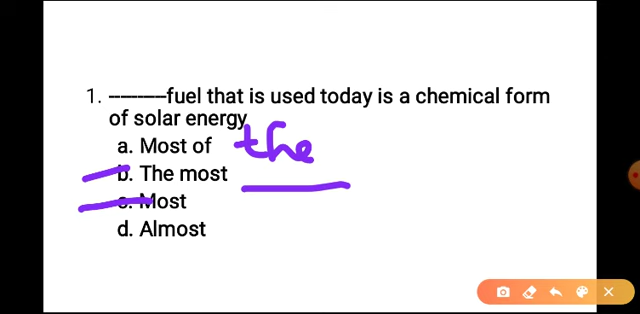 1. ----------fuel that is used today is a chemical form
of solar energy
a. Most of the
b. The most
c. Most
d. Almost